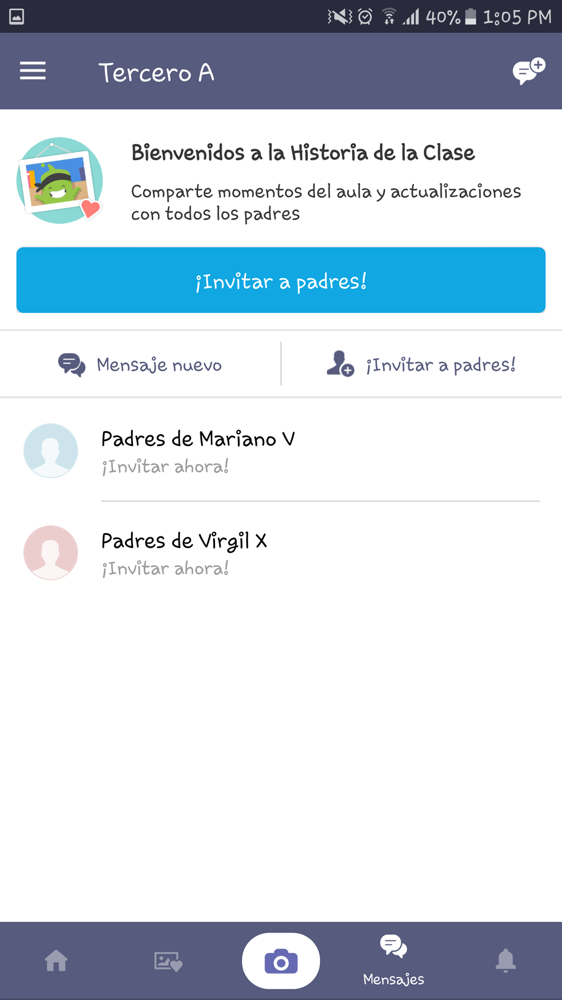 40% 1:05 PM
Tercero A
Bienvenidos a la Historia de la Clase
Comparte momentos del aula y actualizaciones
con todos los padres
¡Invitar a padres!
Mensaje nuevo
¡Invitar a padres!
Padres de Mariano V
¡Invitar ahora!
Padres de Virgil X
¡Invitar ahora!
Mensajes